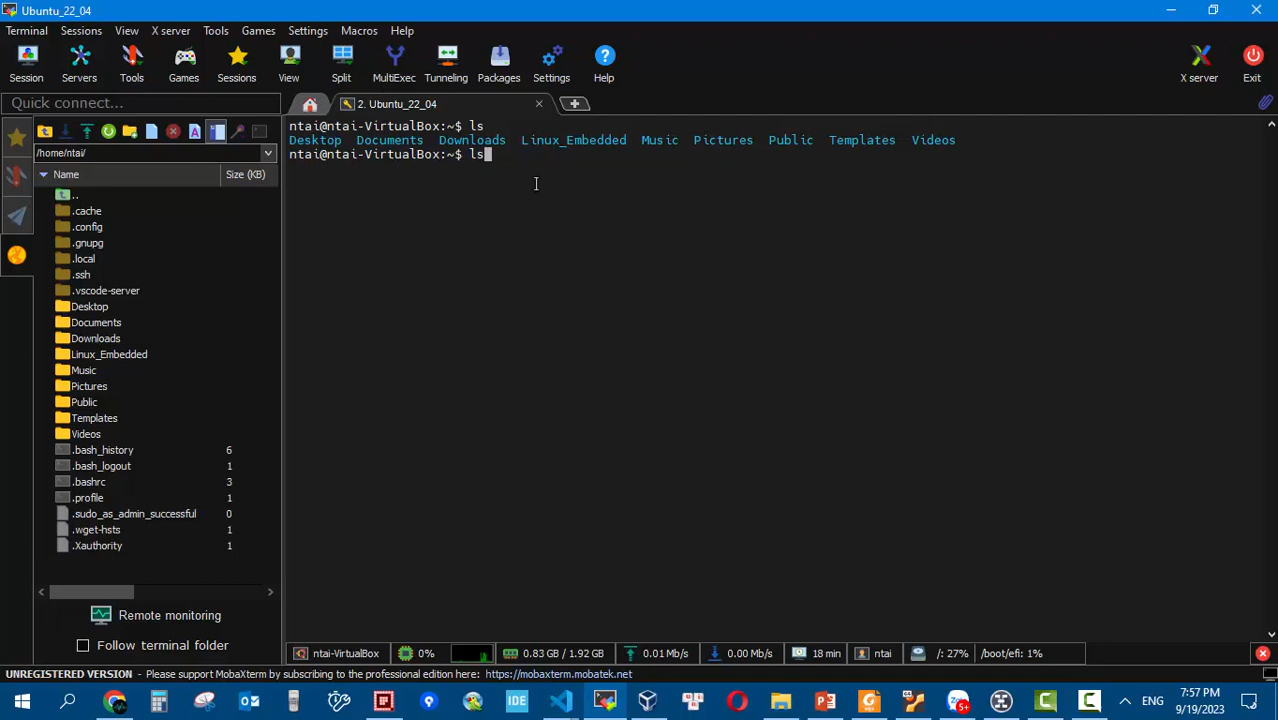 Ubuntu_22_04
Terminal Sessions View X server Tools Games Settings Macros Help
Session Servers Tools Games Sessions View Split MultiExec Tunneling Packages Settings Help X server Exit
Quick connect...
2. Ubuntu_22_04
/home/ntai/
Name Size (KB)
..
.cache
.config
.gnupg
.local
.ssh
.vscode-server
Desktop
Documents
Downloads
Linux_Embedded
Music
Pictures
Public
Templates
Videos
.bash_history 6
.bash_logout 1
.bashrc 3
.profile 1
.sudo_as_admin_successful 0
.wget-hsts 1
.Xauthority 1
Remote monitoring
Follow terminal folder
ntai@ntai-VirtualBox:~$ ls
Desktop Documents Downloads Linux_Embedded Music Pictures Public Templates Videos
ntai@ntai-VirtualBox:~$ ls
ntai-VirtualBox 0% 0.83 GB / 1.92 GB 0.01 Mb/s 0.00 Mb/s 18 min ntai /: 27% /boot/efi: 1%
UNREGISTERED VERSION - Please support MobaXterm by subscribing to the professional edition here: https://mobaxterm.mobatek.net
IDE 5+ ENG 7:57 PM
9/19/2023